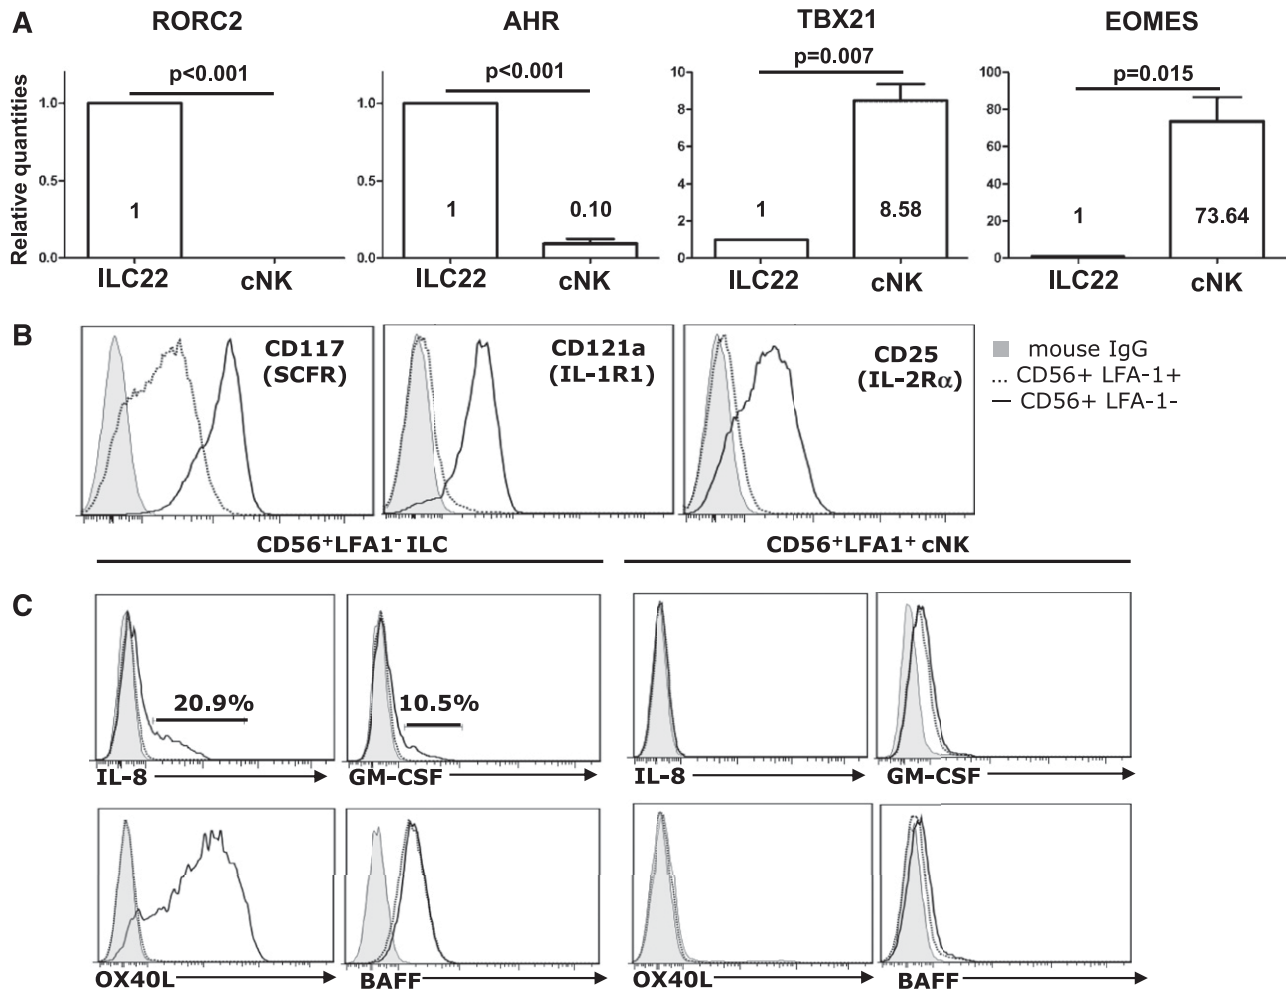 A
RORC2
AHR
TBX21
EOMES
Relative quantities
1.0
0.5
0.0
p<0.001
1
ILC22
cNK
1.0
0.5
0.0
p<0.001
1
0.10
ILC22
cNK
10
8
6
4
2
0
p=0.007
1
8.58
ILC22
cNK
100
80
60
40
20
0
p=0.015
1
73.64
ILC22
cNK
B
CD117
(SCFR)
CD121a
(IL-1R1)
CD25
(IL-2Rα)
mouse IgG
... CD56+ LFA-1+
— CD56+ LFA-1-
CD56+LFA1- ILC
CD56+LFA1+ cNK
C
20.9%
IL-8
10.5%
GM-CSF
IL-8
GM-CSF
OX40L
BAFF
OX40L
BAFF